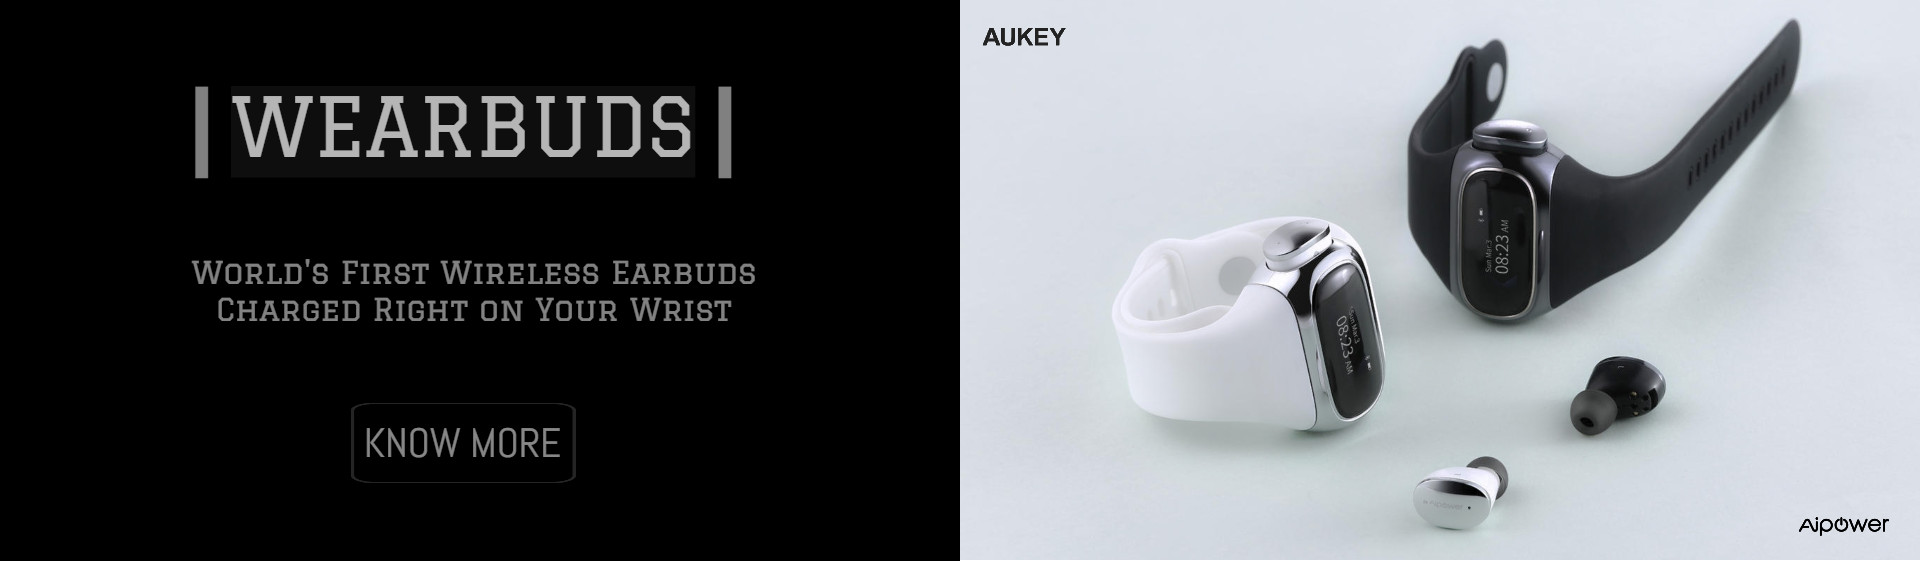 WEARBUDS
World's First Wireless Earbuds
Charged Right on Your Wrist
KNOW MORE
AUKEY
Sun Mar.3
08:23 AM
Sun Mar.3
08:23 AM
Aipower